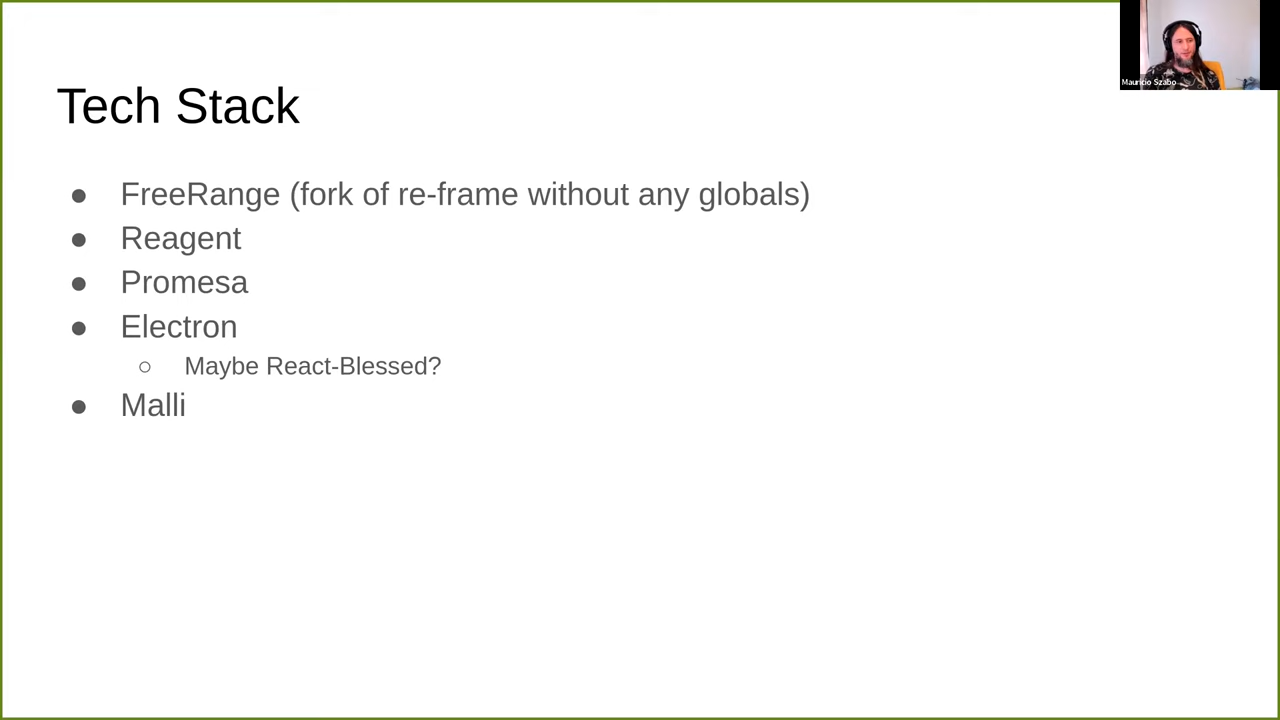 Tech Stack
● FreeRange (fork of re-frame without any globals)
● Reagent
● Promesa
● Electron
○ Maybe React-Blessed?
● Malli
Mauricio Szabo